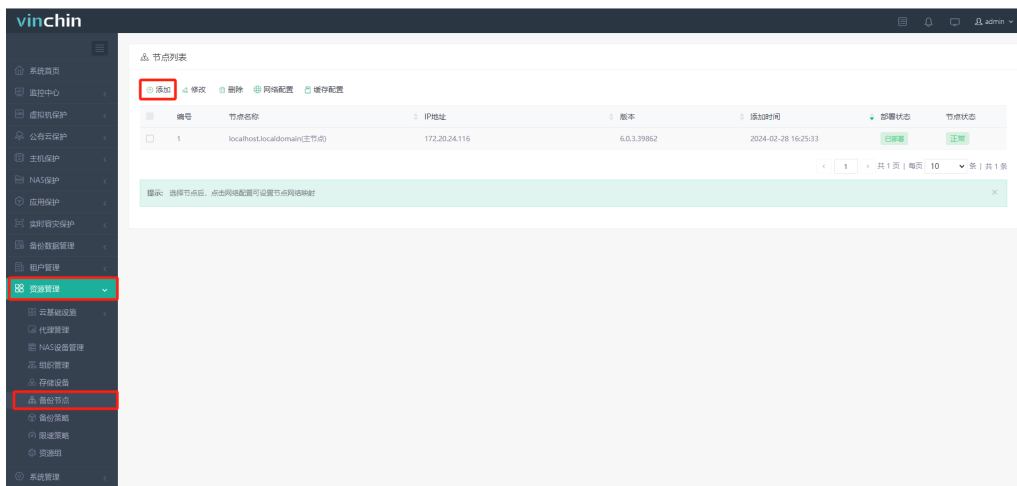 vinchin
admin
节点列表
添加 修改 删除 网络配置 缓存配置
编号 节点名称 IP地址 版本 添加时间 部署状态 节点状态
1 localhost.localdomain(主节点) 172.20.24.116 6.0.3.39862 2024-02-28 16:25:33 已部署 正常
1 共1页 | 每页 10 条 | 共1条
提示: 选择节点后，点击网络配置可设置节点网络映射
系统首页
监控中心
虚拟机保护
公有云保护
主机保护
NAS保护
应用保护
实时容灾保护
备份数据管理
租户管理
资源管理
云基础设施
代理管理
NAS设备管理
组织管理
存储设备
备份节点
备份策略
限速策略
资源组
系统管理